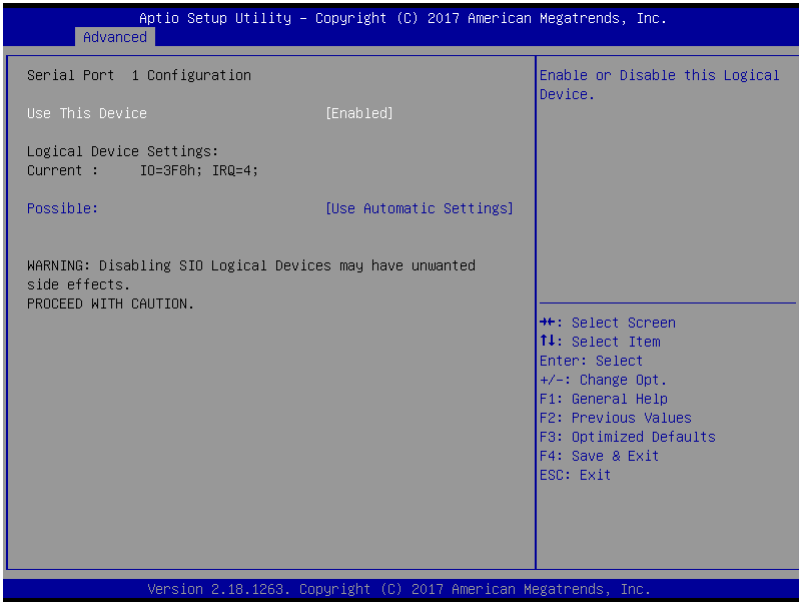 Aptio Setup Utility – Copyright (C) 2017 American Megatrends, Inc.
Advanced
Serial Port 1 Configuration
Use This Device [Enabled]
Logical Device Settings:
Current : IO=3F8h; IRQ=4;
Possible: [Use Automatic Settings]
WARNING: Disabling SIO Logical Devices may have unwanted
side effects.
PROCEED WITH CAUTION.
Enable or Disable this Logical
Device.
→←: Select Screen
↑↓: Select Item
Enter: Select
+/-: Change Opt.
F1: General Help
F2: Previous Values
F3: Optimized Defaults
F4: Save & Exit
ESC: Exit
Version 2.18.1263. Copyright (C) 2017 American Megatrends, Inc.